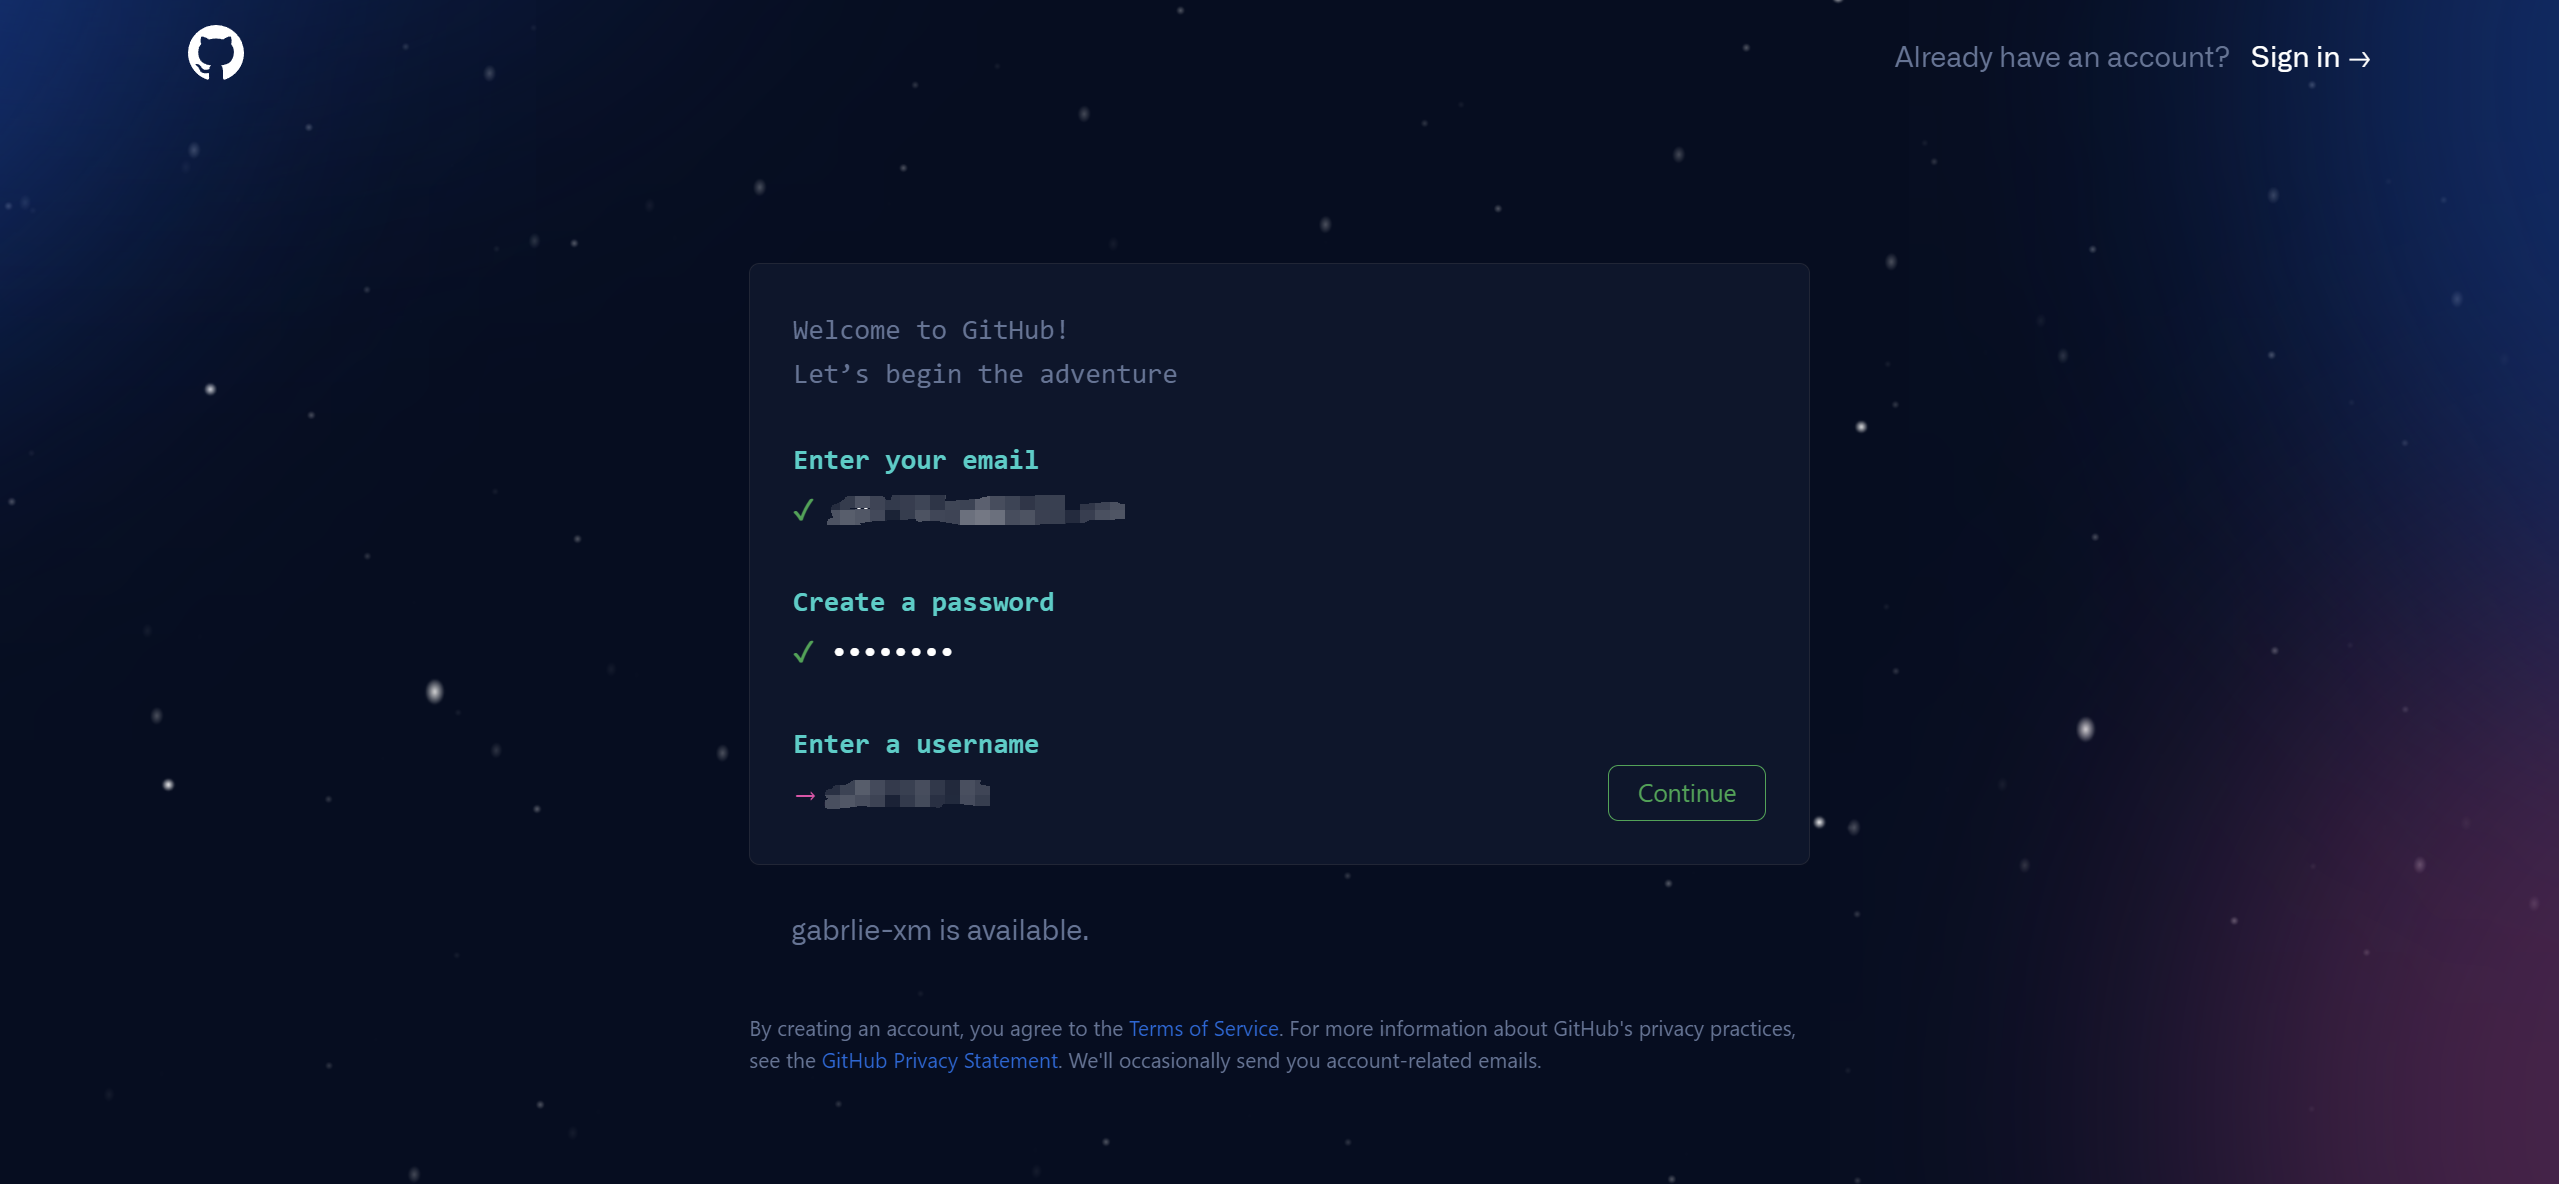 Already have an account? Sign in →
Welcome to GitHub!
Let’s begin the adventure
Enter your email
✓
Create a password
✓ ••••••••
Enter a username
→
Continue
gabrlie-xm is available.
By creating an account, you agree to the Terms of Service. For more information about GitHub's privacy practices,
see the GitHub Privacy Statement. We'll occasionally send you account-related emails.